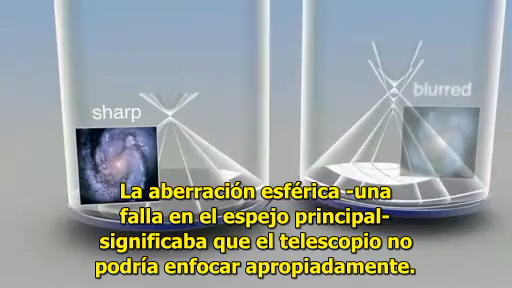 sharp
blurred
La aberración esférica -una
falla en el espejo principal-
significaba que el telescopio no
podría enfocar apropiadamente.